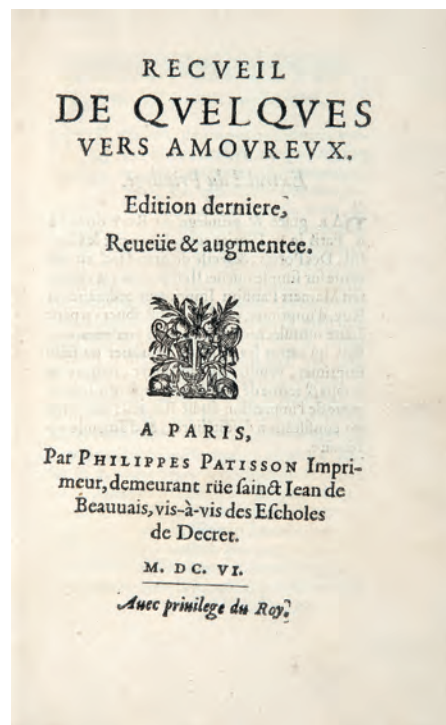 RECVEIL
DE QVELQVES
VERS AMOVREVX.
Edition derniere,
Reueüe & augmentee.
A PARIS,
Par PHILIPPES PATISSON Impri-
meur, demeurant rüe ſainct Iean de
Beauuais, vis-à-vis des Eſcholes
de Decret.
M. DC. VI.
Auec priuilege du Roy.